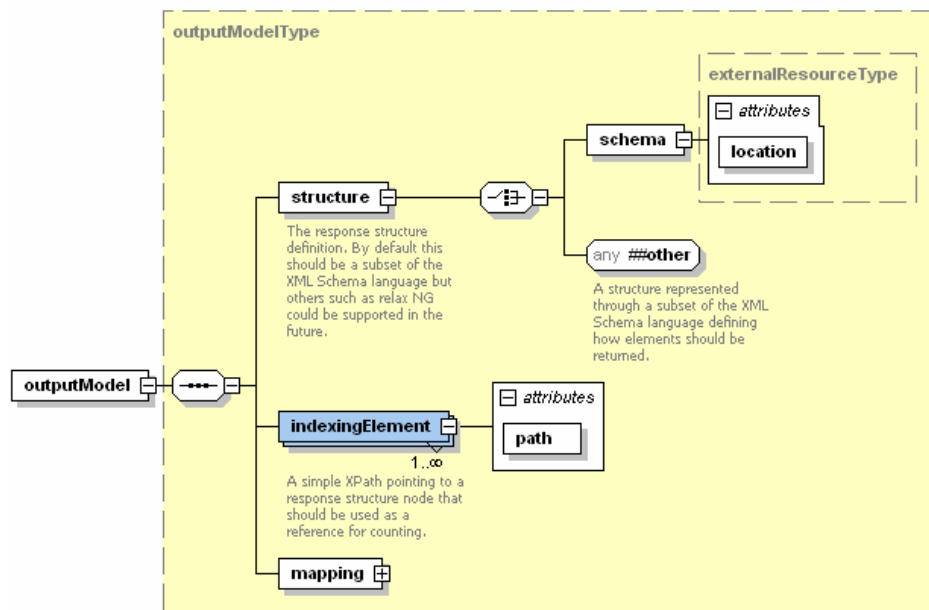 outputModelType
externalResourceType
attributes
schema
location
structure
The response structure
definition. By default this
should be a subset of the
XML Schema language but
others such as relax NG
could be supported in the
future.
any ##other
A structure represented
through a subset of the XML
Schema language defining
how elements should be
returned.
outputModel
attributes
indexingElement
path
1..∞
A simple XPath pointing to a
response structure node that
should be used as a
reference for counting.
mapping